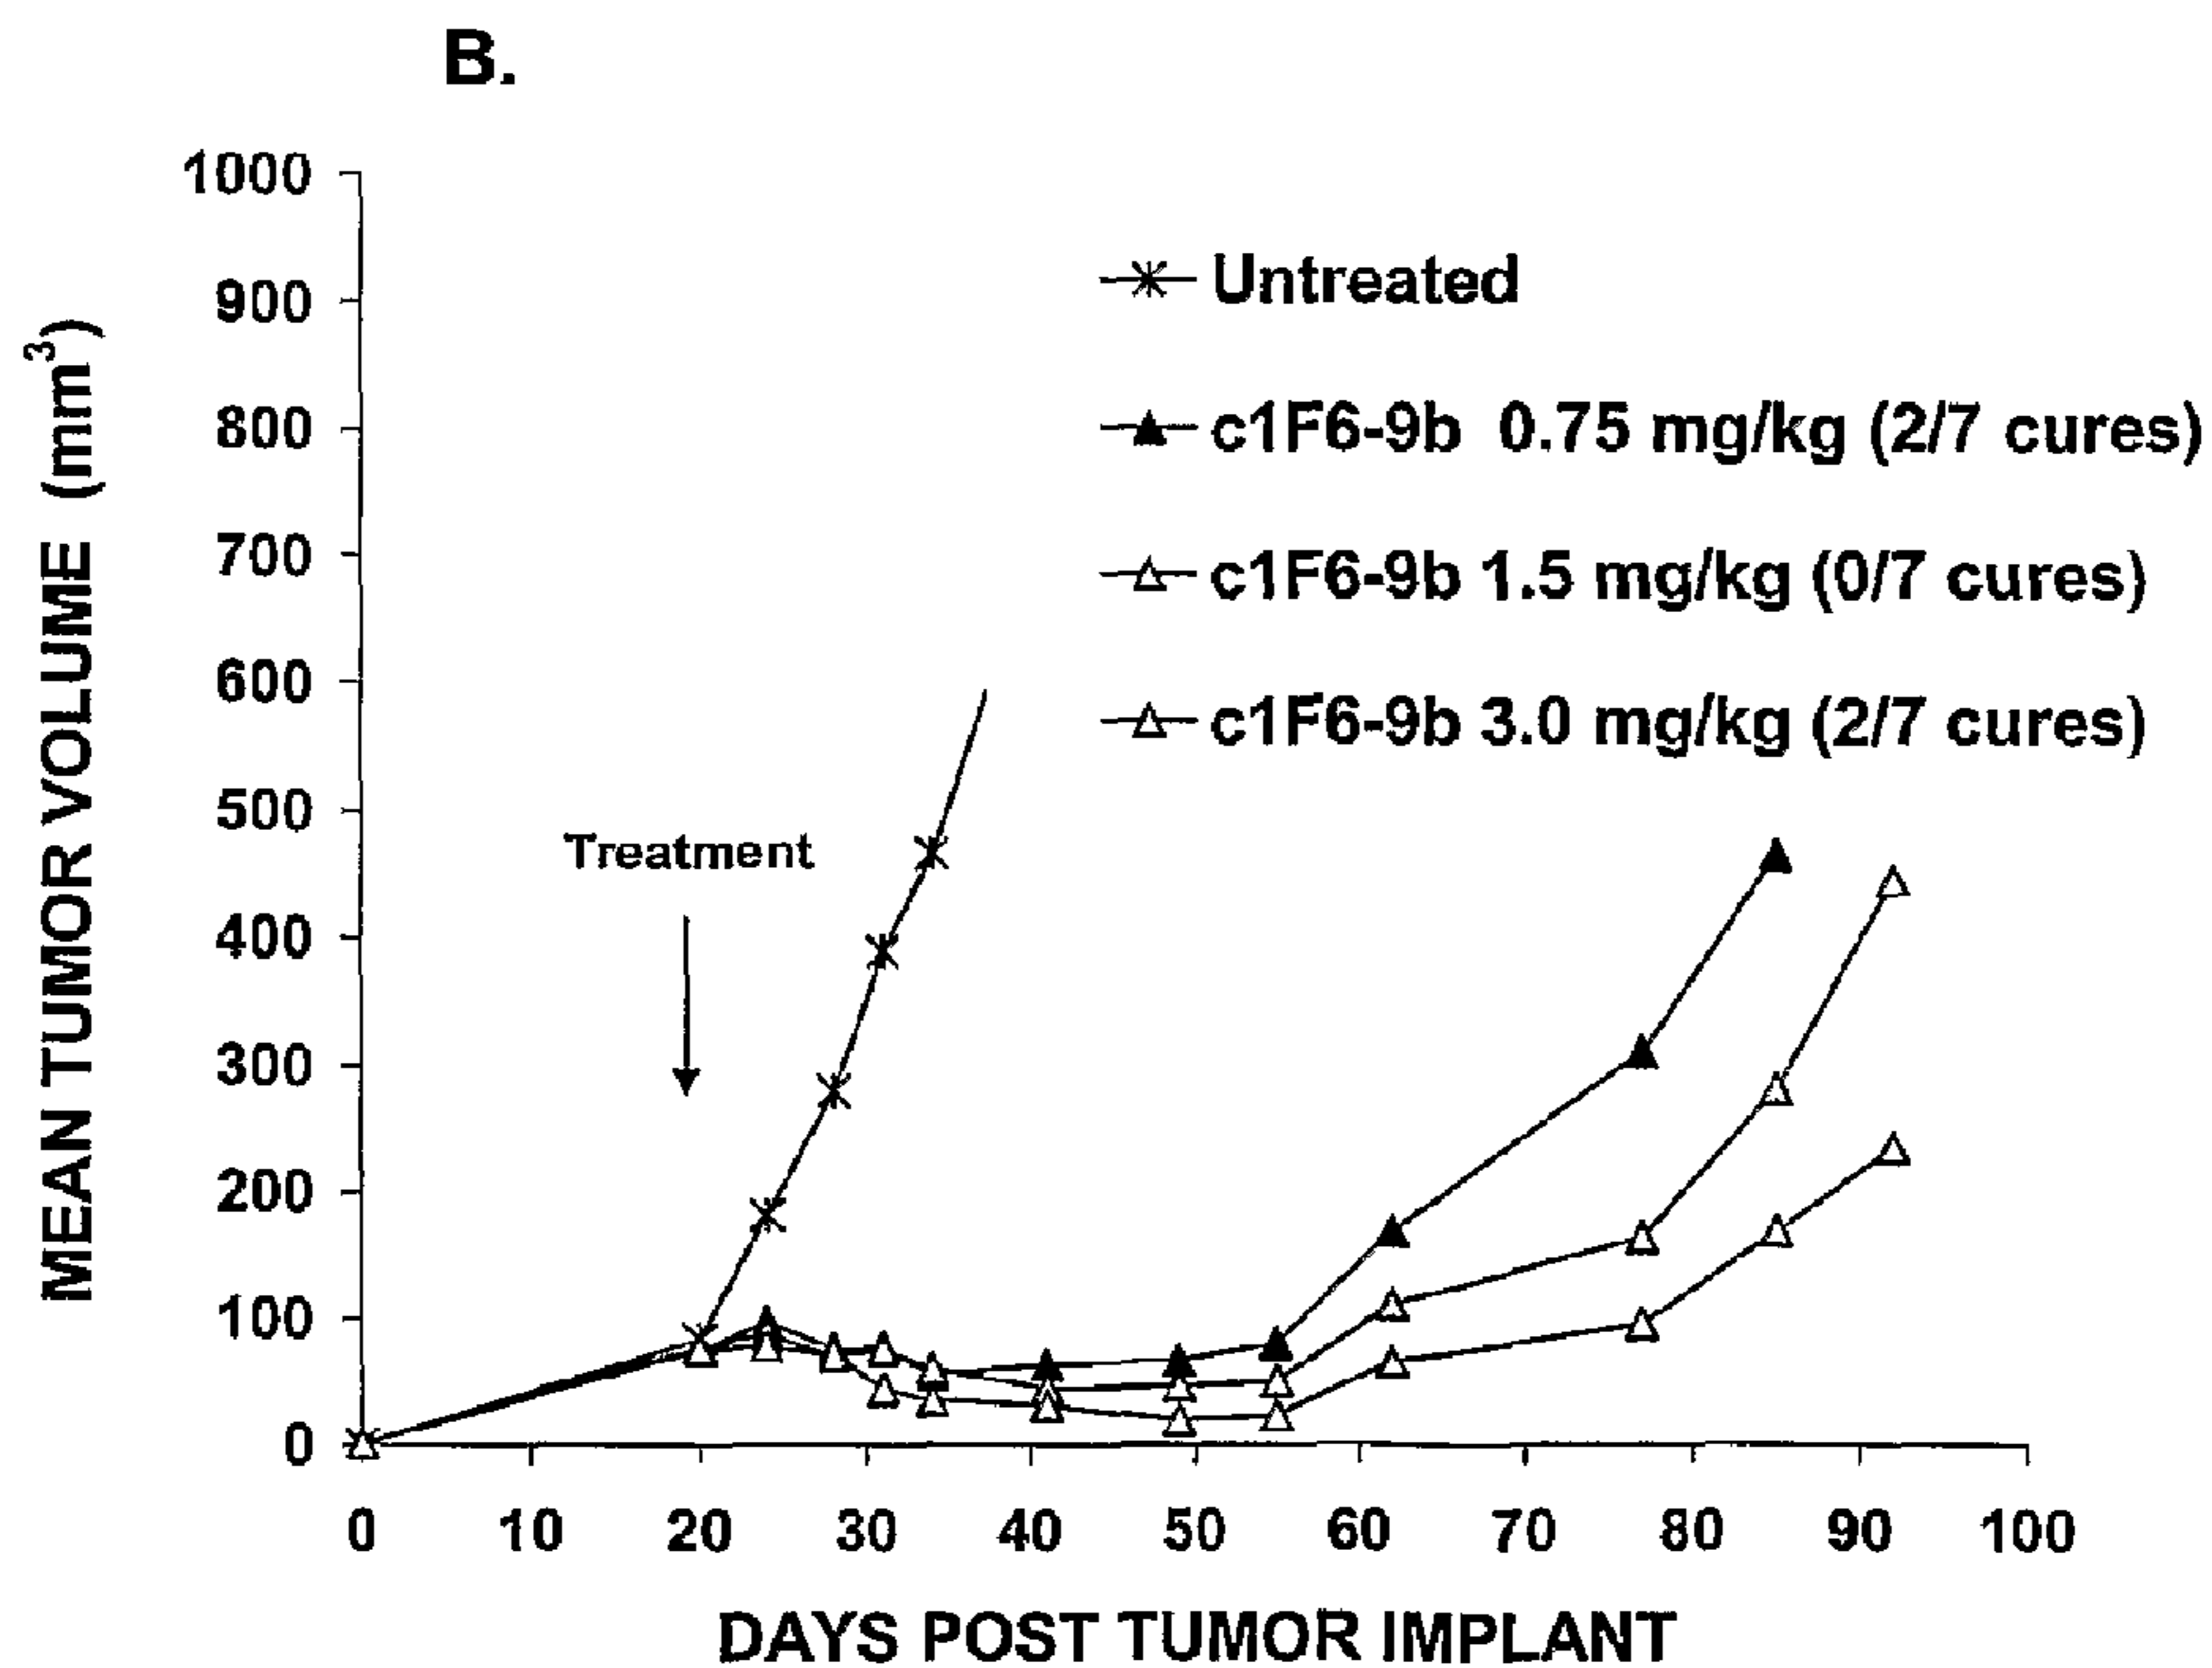 B.
MEAN TUMOR VOLUME (mm³)
1000
900
800
700
600
500
400
300
200
100
0
Untreated
c1F6-9b 0.75 mg/kg (2/7 cures)
c1F6-9b 1.5 mg/kg (0/7 cures)
c1F6-9b 3.0 mg/kg (2/7 cures)
Treatment
0 10 20 30 40 50 60 70 80 90 100
DAYS POST TUMOR IMPLANT